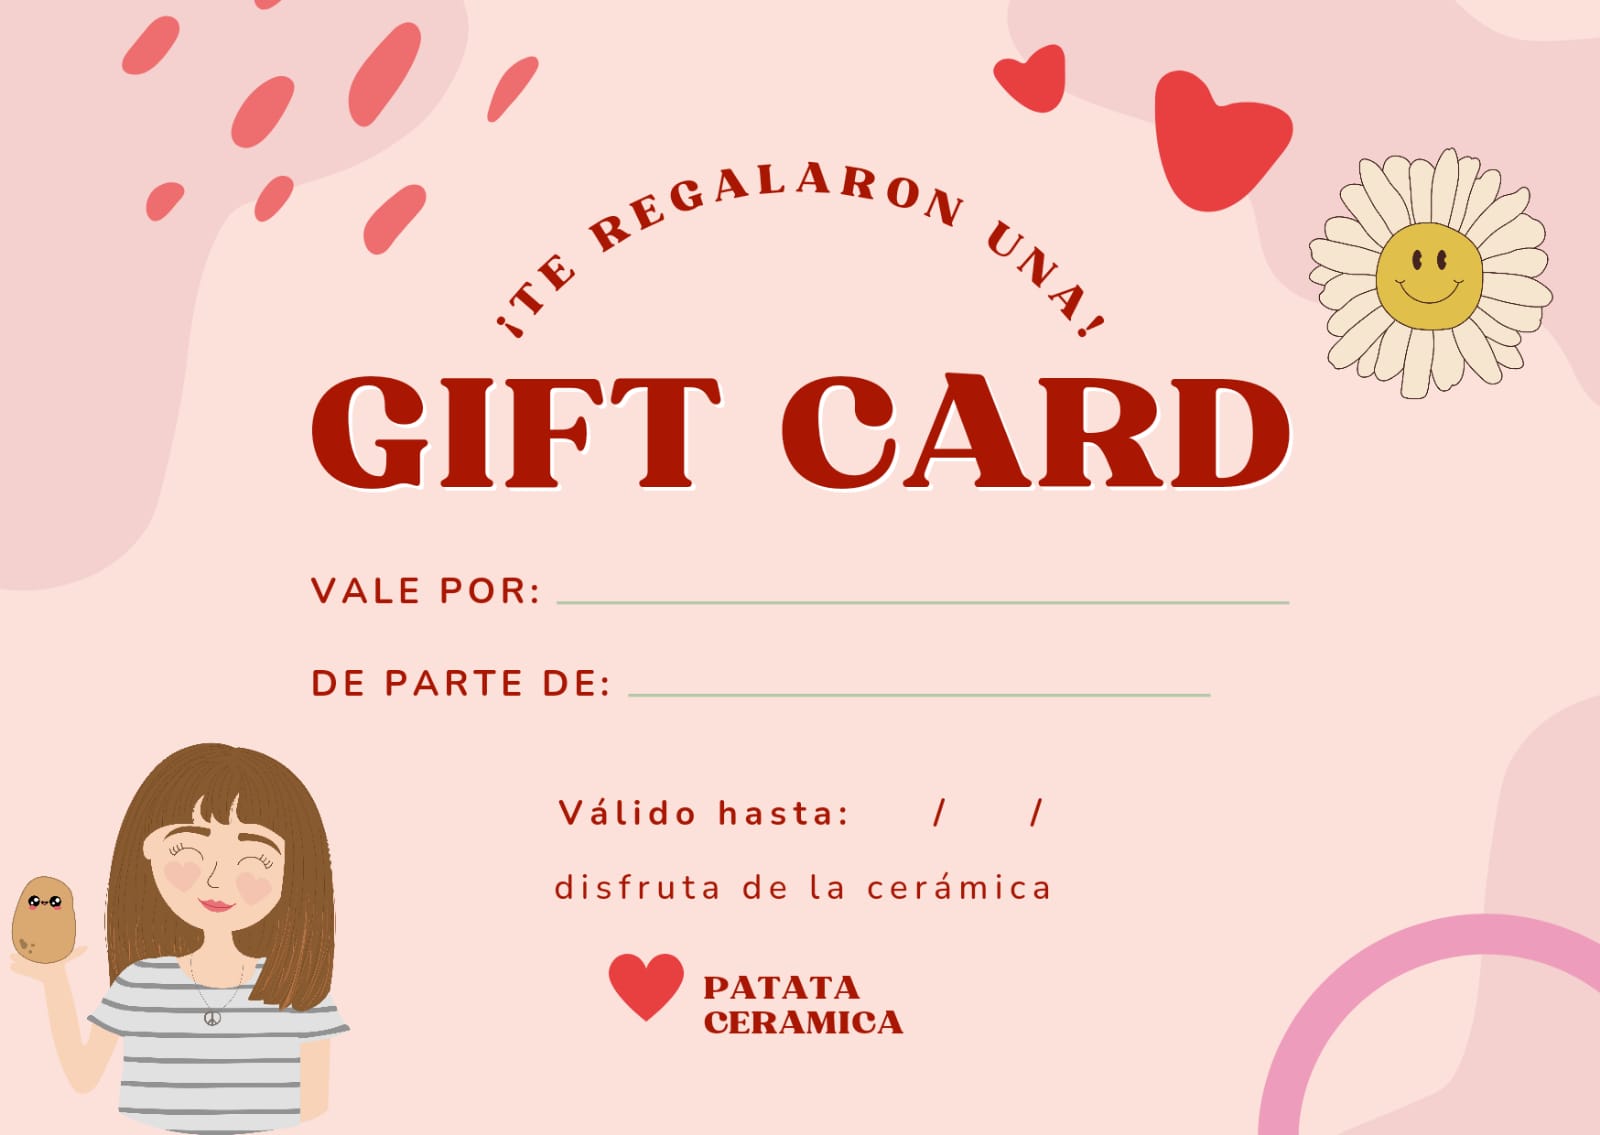 ¡TE REGALARON UNA!
GIFT CARD
VALE POR:
DE PARTE DE:
Válido hasta: / /
disfruta de la cerámica
PATATA
CERAMICA